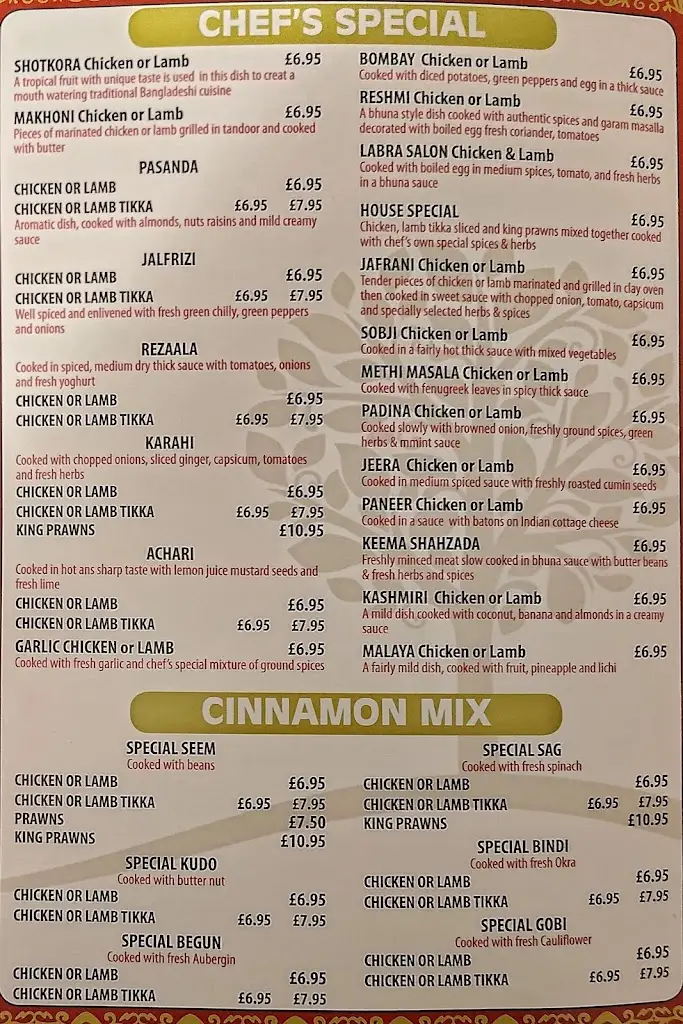 CHEF'S SPECIAL
SHOTKORA Chicken or Lamb £6.95
A tropical fruit with unique taste is used in this dish to creat a
mouth watering traditional Bangladeshi cuisine
MAKHONI Chicken or Lamb £6.95
Pieces of marinated chicken or lamb grilled in tandoor and cooked
with butter
PASANDA
CHICKEN OR LAMB £6.95
CHICKEN OR LAMB TIKKA £6.95 £7.95
Aromatic dish, cooked with almonds, nuts raisins and mild creamy
sauce
JALFRIZI
CHICKEN OR LAMB £6.95
CHICKEN OR LAMB TIKKA £6.95 £7.95
Well spiced and enlivened with fresh green chilly, green peppers
and onions
REZAALA
Cooked in spiced, medium dry thick sauce with tomatoes, onions
and fresh yoghurt
CHICKEN OR LAMB £6.95
CHICKEN OR LAMB TIKKA £6.95 £7.95
KARAHI
Cooked with chopped onions, sliced ginger, capsicum, tomatoes
and fresh herbs
CHICKEN OR LAMB £6.95
CHICKEN OR LAMB TIKKA £6.95 £7.95
KING PRAWNS £10.95
ACHARI
Cooked in hot ans sharp taste with lemon juice mustard seeds and
fresh lime
CHICKEN OR LAMB £6.95
CHICKEN OR LAMB TIKKA £6.95 £7.95
GARLIC CHICKEN or LAMB £6.95
Cooked with fresh garlic and chef's special mixture of ground spices
BOMBAY Chicken or Lamb £6.95
Cooked with diced potatoes, green peppers and egg in a thick sauce
RESHMI Chicken or Lamb £6.95
A bhuna style dish cooked with authentic spices and garam masalla
decorated with boiled egg fresh coriander, tomatoes
LABRA SALON Chicken & Lamb £6.95
Cooked with boiled egg in medium spices, tomato, and fresh herbs
in a bhuna sauce
HOUSE SPECIAL £6.95
Chicken, lamb tikka sliced and king prawns mixed together cooked
with chef's own special spices & herbs
JAFRANI Chicken or Lamb £6.95
Tender pieces of chicken or lamb marinated and grilled in clay oven
then cooked in sweet sauce with chopped onion, tomato, capsicum
and specially selected herbs & spices
SOBJI Chicken or Lamb £6.95
Cooked in a fairly hot thick sauce with mixed vegetables
METHI MASALA Chicken or Lamb £6.95
Cooked with fenugreek leaves in spicy thick sauce
PADINA Chicken or Lamb £6.95
Cooked slowly with browned onion, freshly ground spices, green
herbs & mmint sauce
JEERA Chicken or Lamb £6.95
Cooked in medium spiced sauce with freshly roasted cumin seeds
PANEER Chicken or Lamb £6.95
Cooked in a sauce with batons on Indian cottage cheese
KEEMA SHAHZADA £6.95
Freshly minced meat slow cooked in bhuna sauce with butter beans
& fresh herbs and spices
KASHMIRI Chicken or Lamb £6.95
A mild dish cooked with coconut, banana and almonds in a creamy
sauce
MALAYA Chicken or Lamb £6.95
A fairly mild dish, cooked with fruit, pineapple and lichi
CINNAMON MIX
SPECIAL SEEM
Cooked with beans
CHICKEN OR LAMB £6.95
CHICKEN OR LAMB TIKKA £6.95 £7.95
PRAWNS £7.50
KING PRAWNS £10.95
SPECIAL KUDO
Cooked with butter nut
CHICKEN OR LAMB £6.95
CHICKEN OR LAMB TIKKA £6.95 £7.95
SPECIAL BEGUN
Cooked with fresh Aubergin
CHICKEN OR LAMB £6.95
CHICKEN OR LAMB TIKKA £6.95 £7.95
SPECIAL SAG
Cooked with fresh spinach
CHICKEN OR LAMB £6.95
CHICKEN OR LAMB TIKKA £6.95 £7.95
KING PRAWNS £10.95
SPECIAL BINDI
Cooked with fresh Okra
CHICKEN OR LAMB £6.95
CHICKEN OR LAMB TIKKA £6.95 £7.95
SPECIAL GOBI
Cooked with fresh Cauliflower
CHICKEN OR LAMB £6.95
CHICKEN OR LAMB TIKKA £6.95 £7.95